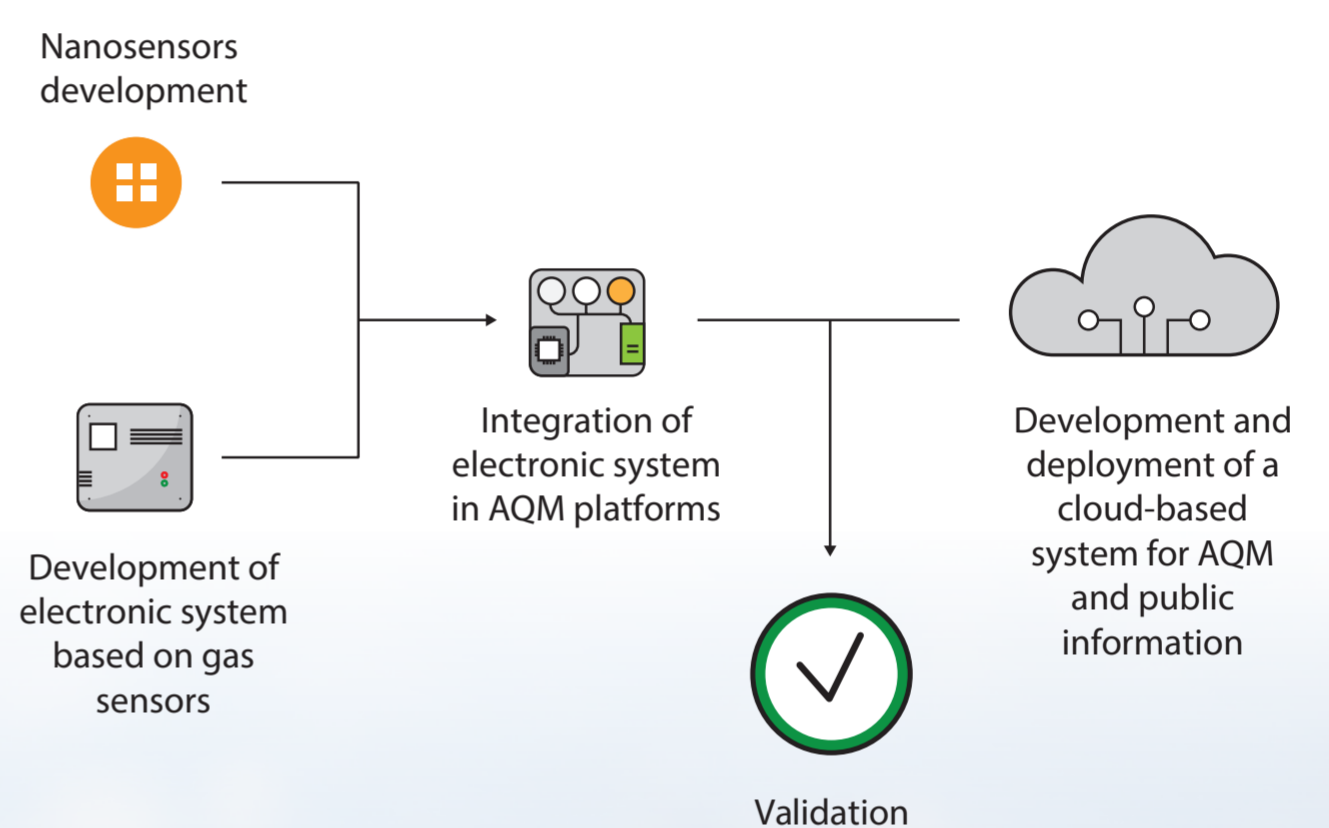 Nanosensors
development
Development of
electronic system
based on gas
sensors
Integration of
electronic system
in AQM platforms
Development and
deployment of a
cloud-based
system for AQM
and public
information
Validation